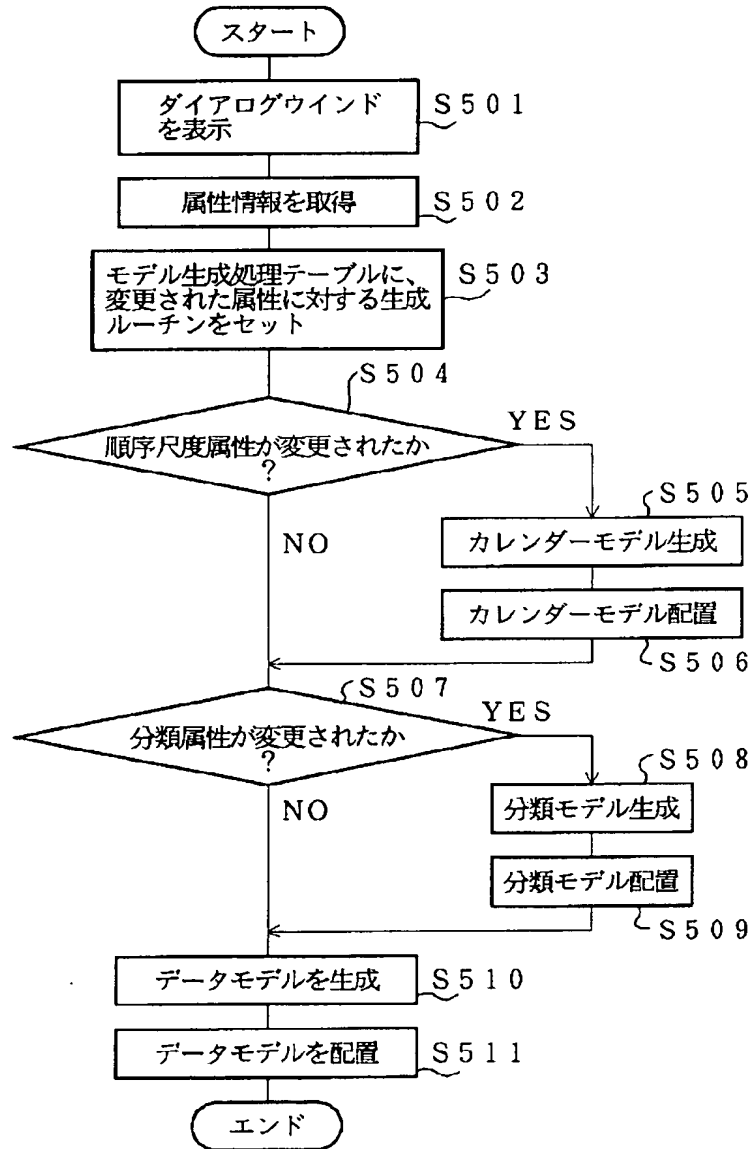 スタート
ダイアログウインド
を表示
S501
属性情報を取得
S502
モデル生成処理テーブルに、
変更された属性に対する生成
ルーチンをセット
S503
S504
順序尺度属性が変更されたか
?
YES
NO
S505
カレンダーモデル生成
カレンダーモデル配置
S506
S507
分類属性が変更されたか
?
YES
NO
S508
分類モデル生成
分類モデル配置
S509
データモデルを生成
S510
データモデルを配置
S511
エンド